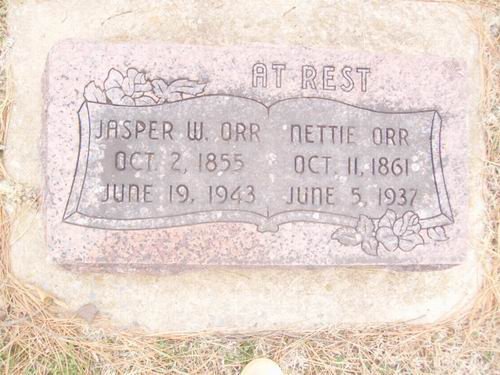 AT REST
JASPER W. ORR
OCT. 2, 1855
JUNE 19, 1943
NETTIE ORR
OCT. 11, 1861
JUNE 5, 1937